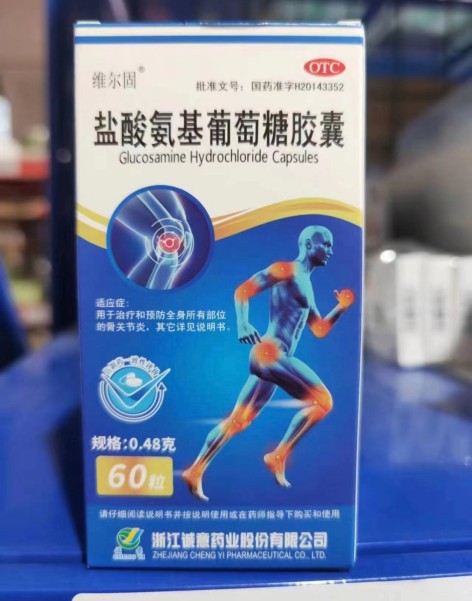 维尔固®
OTC
批准文号：国药准字H20143352
盐酸氨基葡萄糖胶囊
Glucosamine Hydrochloride Capsules
适应症：
用于治疗和预防全身所有部位
的骨关节炎，其它详见说明书。
规格:0.48克
60粒
请仔细阅读说明书并按说明使用或在药师指导下购买和使用
浙江诚意药业股份有限公司
ZHEJIANG CHENG YI PHARMACEUTICAL CO., LTD.